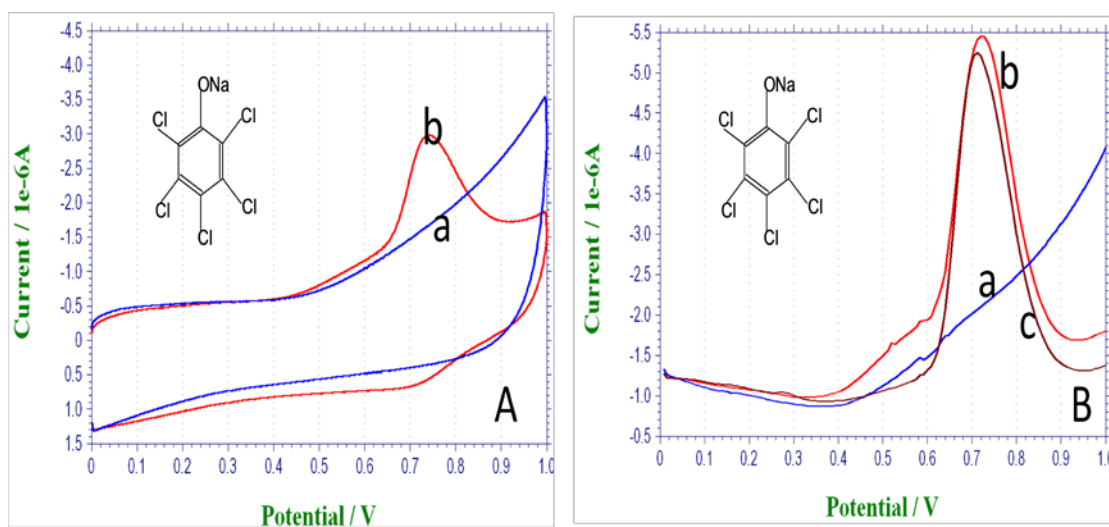 -4.5
-4.0
-3.5
-3.0
-2.5
-2.0
-1.5
-1.0
-0.5
0
0.5
1.0
1.5
Current / 1e-6A
ONa
Cl
Cl
Cl
Cl
Cl
b
a
A
0 0.1 0.2 0.3 0.4 0.5 0.6 0.7 0.8 0.9 1.0
Potential / V
-5.5
-5.0
-4.5
-4.0
-3.5
-3.0
-2.5
-2.0
-1.5
-1.0
-0.5
Current / 1e-6A
ONa
Cl
Cl
Cl
Cl
Cl
b
a
c
B
0 0.1 0.2 0.3 0.4 0.5 0.6 0.7 0.8 0.9 1.0
Potential / V